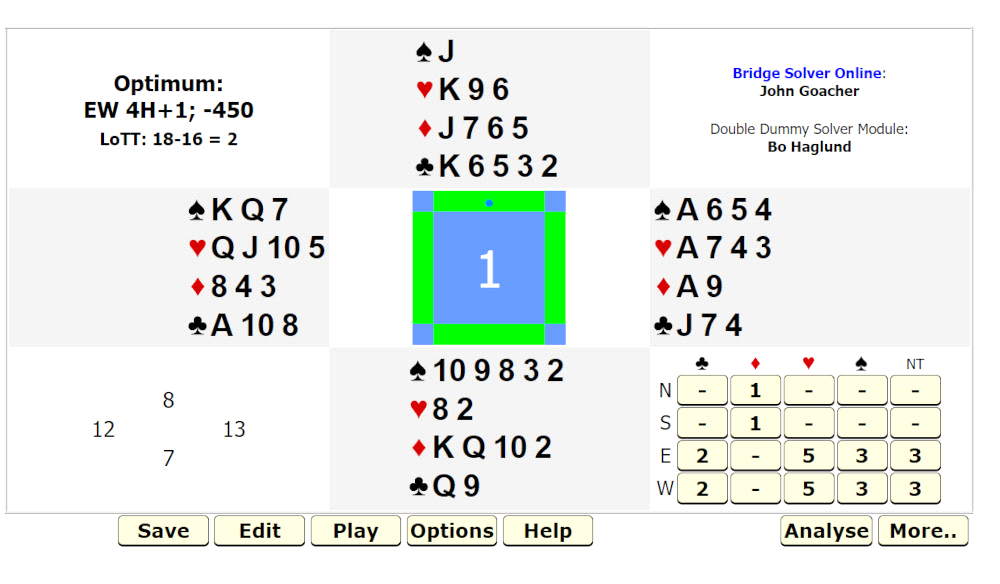 Optimum:
EW 4H+1; -450
LoTT: 18-16 = 2
♠ J
♥ K 9 6
♦ J 7 6 5
♣ K 6 5 3 2
Bridge Solver Online:
John Goacher
Double Dummy Solver Module:
Bo Haglund
♠ K Q 7
♥ Q J 10 5
♦ 8 4 3
♣ A 10 8
1
♠ A 6 5 4
♥ A 7 4 3
♦ A 9
♣ J 7 4
8
12 13
7
♠ 10 9 8 3 2
♥ 8 2
♦ K Q 10 2
♣ Q 9
♣ ♦ ♥ ♠ NT
N - 1 - - -
S - 1 - - -
E 2 - 5 3 3
W 2 - 5 3 3
Save Edit Play Options Help Analyse More..